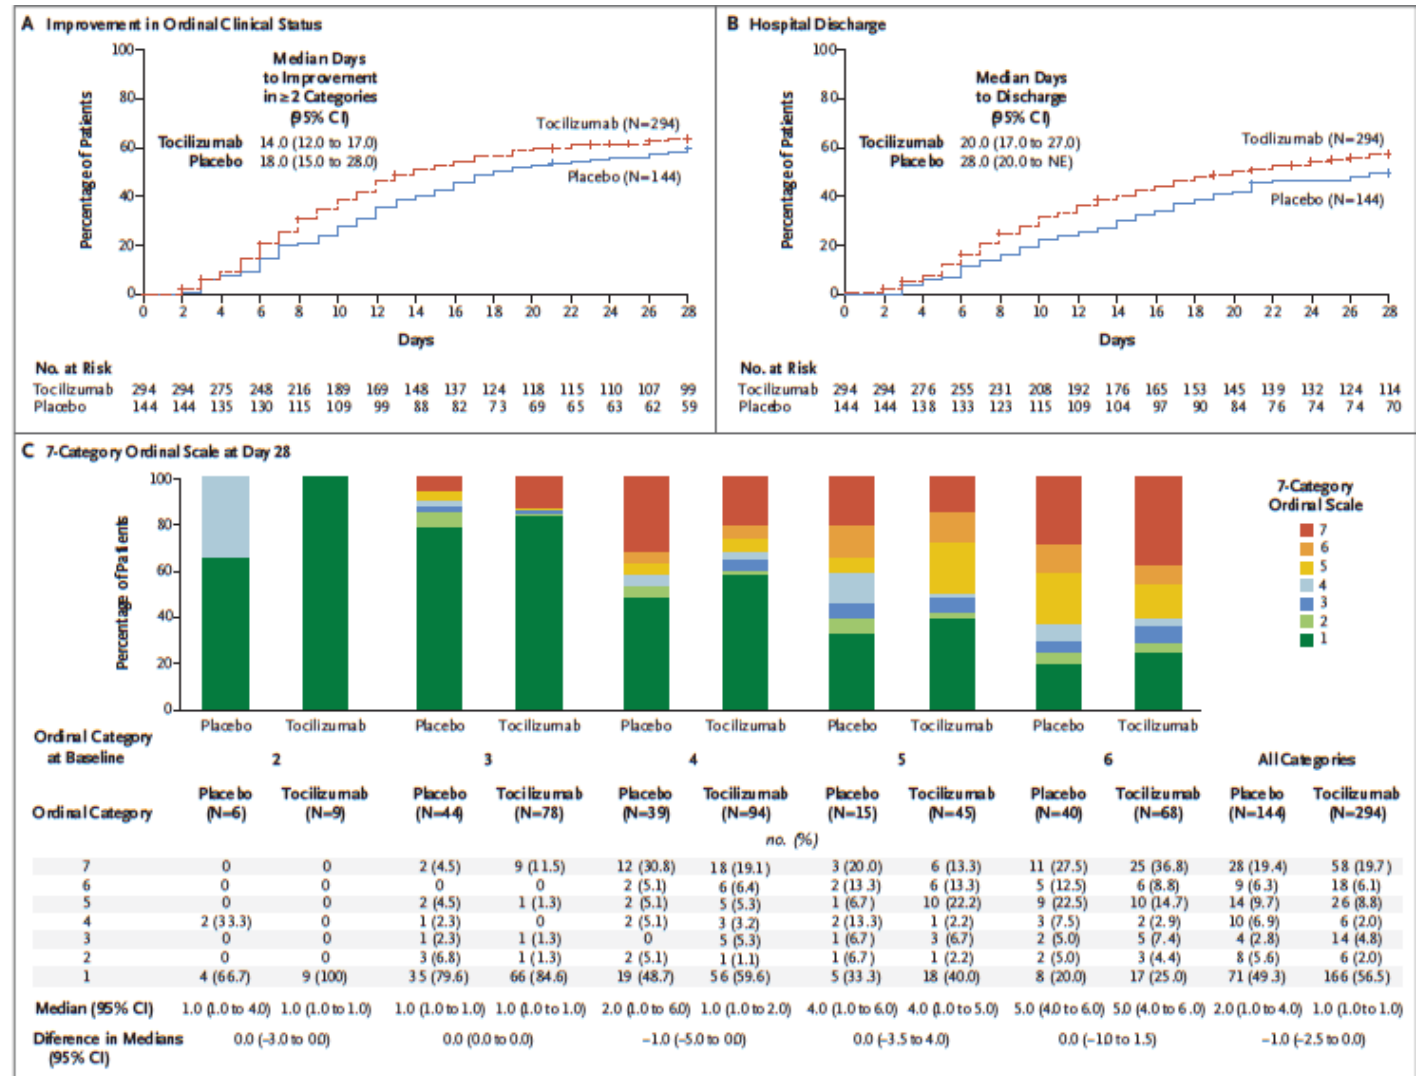 A Improvement in Ordinal Clinical Status
100
80
60
40
20
0
Percentage of Patients
Median Days
to Improvement
in ≥2 Categories
(95% CI)
Tocilizumab 14.0 (12.0 to 17.0)
Placebo 18.0 (15.0 to 28.0)
Tocilizumab (N=294)
Placebo (N=144)
0 2 4 6 8 10 12 14 16 18 20 22 24 26 28
Days
No. at Risk
Tocilizumab 294 294 275 248 216 189 169 148 137 124 118 115 110 107 99
Placebo 144 144 135 130 115 109 99 88 82 73 69 65 63 62 59
B Hospital Discharge
100
80
60
40
20
0
Percentage of Patients
Median Days
to Discharge
(95% CI)
Tocilizumab 20.0 (17.0 to 27.0)
Placebo 28.0 (20.0 to NE)
Tocilizumab (N=294)
Placebo (N=144)
0 2 4 6 8 10 12 14 16 18 20 22 24 26 28
Days
No. at Risk
Tocilizumab 294 294 276 255 231 208 192 176 165 153 145 139 132 124 114
Placebo 144 144 138 133 123 115 109 104 97 90 84 76 74 74 70
C 7-Category Ordinal Scale at Day 28
100
80
60
40
20
0
Percentage of Patients
7-Category
Ordinal Scale
7
6
5
4
3
2
1
Placebo Tocilizumab Placebo Tocilizumab Placebo Tocilizumab Placebo Tocilizumab Placebo Tocilizumab
Ordinal Category
at Baseline 2 3 4 5 6 All Categories
Placebo Tocilizumab Placebo Tocilizumab Placebo Tocilizumab Placebo Tocilizumab Placebo Tocilizumab Placebo Tocilizumab
Ordinal Category (N=6) (N=9) (N=44) (N=78) (N=39) (N=94) (N=15) (N=45) (N=40) (N=68) (N=144) (N=294)
no. (%)
7 0 0 2 (4.5) 9 (11.5) 12 (30.8) 18 (19.1) 3 (20.0) 6 (13.3) 11 (27.5) 25 (36.8) 28 (19.4) 58 (19.7)
6 0 0 0 0 2 (5.1) 6 (6.4) 2 (13.3) 6 (13.3) 5 (12.5) 6 (8.8) 9 (6.3) 18 (6.1)
5 0 0 2 (4.5) 1 (1.3) 2 (5.1) 5 (5.3) 1 (6.7) 10 (22.2) 9 (22.5) 10 (14.7) 14 (9.7) 26 (8.8)
4 2 (33.3) 0 1 (2.3) 0 2 (5.1) 3 (3.2) 2 (13.3) 1 (2.2) 3 (7.5) 2 (2.9) 10 (6.9) 6 (2.0)
3 0 0 1 (2.3) 1 (1.3) 0 5 (5.3) 1 (6.7) 3 (6.7) 2 (5.0) 5 (7.4) 4 (2.8) 14 (4.8)
2 0 0 3 (6.8) 1 (1.3) 2 (5.1) 1 (1.1) 1 (6.7) 1 (2.2) 2 (5.0) 3 (4.4) 8 (5.6) 6 (2.0)
1 4 (66.7) 9 (100) 35 (79.6) 66 (84.6) 19 (48.7) 56 (59.6) 5 (33.3) 18 (40.0) 8 (20.0) 17 (25.0) 71 (49.3) 166 (56.5)
Median (95% CI) 1.0 (1.0 to 4.0) 1.0 (1.0 to 1.0) 1.0 (1.0 to 1.0) 1.0 (1.0 to 1.0) 2.0 (1.0 to 6.0) 1.0 (1.0 to 2.0) 4.0 (1.0 to 6.0) 4.0 (1.0 to 5.0) 5.0 (4.0 to 6.0) 5.0 (4.0 to 6.0) 2.0 (1.0 to 4.0) 1.0 (1.0 to 1.0)
Diference in Medians 0.0 (–3.0 to 0.0) 0.0 (0.0 to 0.0) –1.0 (–5.0 to 0.0) 0.0 (–3.5 to 4.0) 0.0 (–1.0 to 1.5) –1.0 (–2.5 to 0.0)
(95% CI)